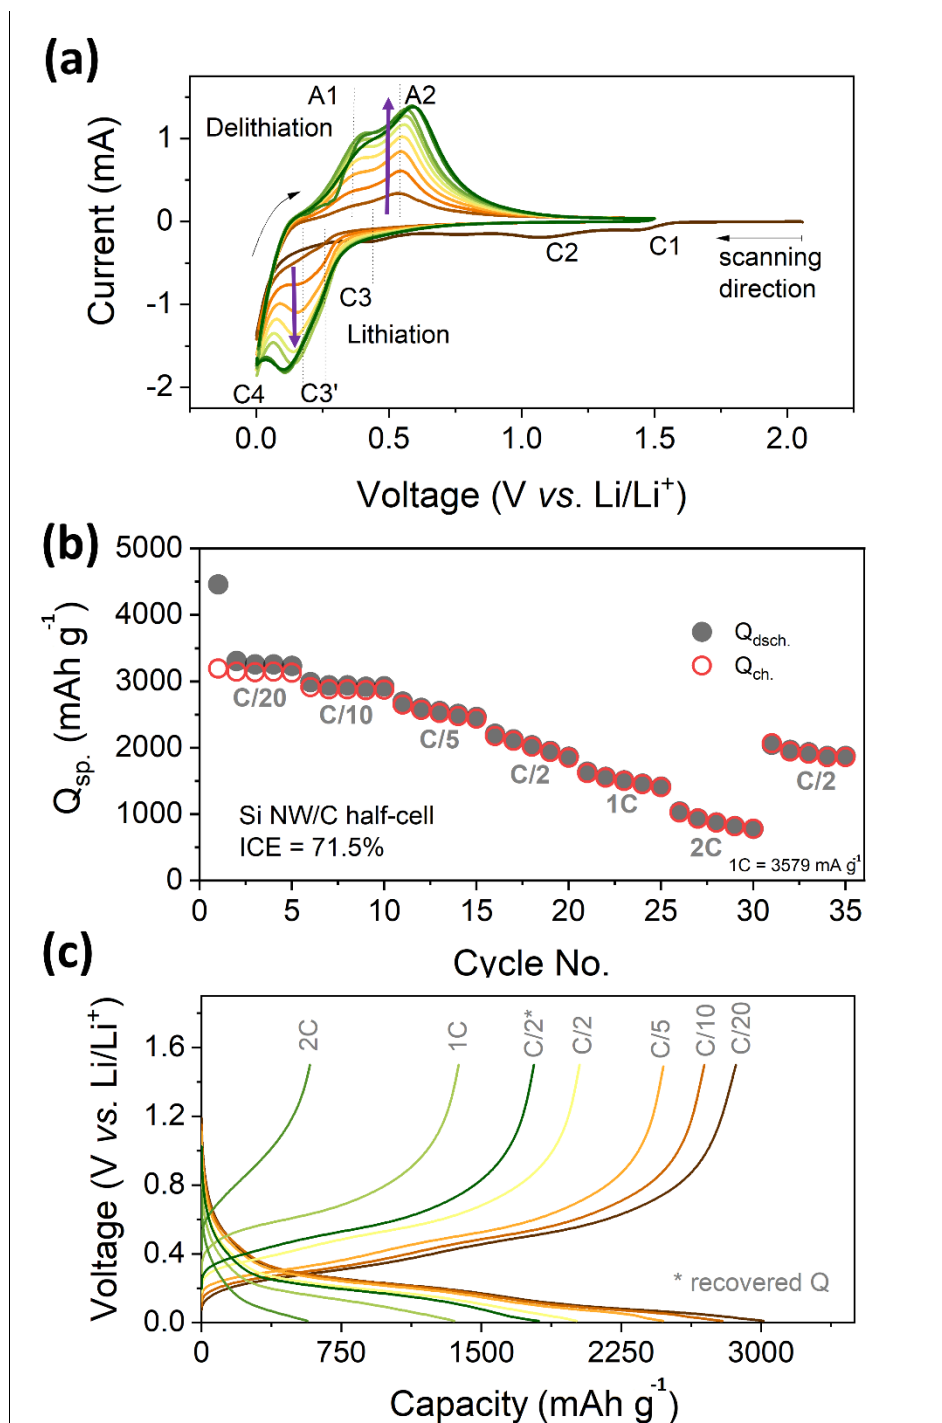 (a)
A1
A2
Delithiation
1
0
-1
-2
Current (mA)
C2
C1
scanning
direction
C3
Lithiation
C4
C3'
0.0 0.5 1.0 1.5 2.0
Voltage (V vs. Li/Li⁺)
(b)
5000
4000
3000
2000
1000
0
Qsp. (mAh g⁻¹)
Qdsch.
Qch.
C/20
C/10
C/5
C/2
1C
2C
C/2
Si NW/C half-cell
ICE = 71.5%
1C = 3579 mA g⁻¹
0 5 10 15 20 25 30 35
Cycle No.
(c)
1.6
1.2
0.8
0.4
0.0
Voltage (V vs. Li/Li⁺)
2C
1C
C/2*
C/2
C/5
C/10
C/20
* recovered Q
0 750 1500 2250 3000
Capacity (mAh g⁻¹)